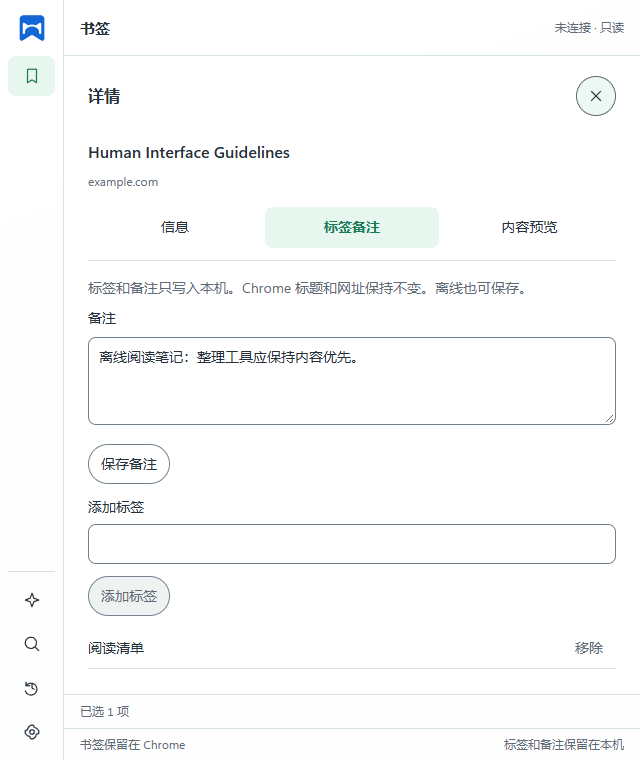 书签
未连接 · 只读
详情
Human Interface Guidelines
example.com
信息
标签备注
内容预览
标签和备注只写入本机。Chrome 标题和网址保持不变。离线也可保存。
备注
离线阅读笔记：整理工具应保持内容优先。
保存备注
添加标签
添加标签
阅读清单
移除
已选 1 项
书签保留在 Chrome
标签和备注保留在本机